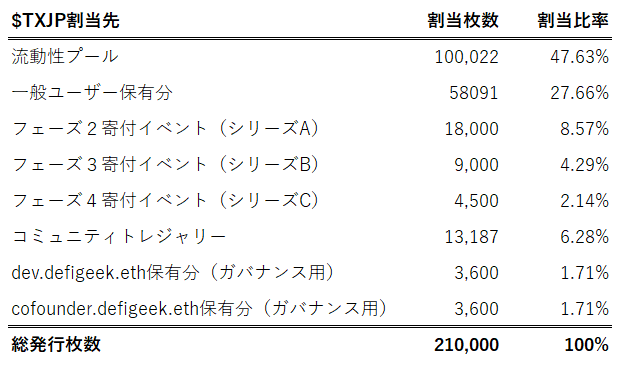 $TXJP割当先 割当枚数 割当比率
流動性プール 100,022 47.63%
一般ユーザー保有分 58091 27.66%
フェーズ２寄付イベント（シリーズA） 18,000 8.57%
フェーズ３寄付イベント（シリーズB） 9,000 4.29%
フェーズ４寄付イベント（シリーズC） 4,500 2.14%
コミュニティトレジャリー 13,187 6.28%
dev.defigeek.eth保有分（ガバナンス用） 3,600 1.71%
cofounder.defigeek.eth保有分（ガバナンス用） 3,600 1.71%
総発行枚数 210,000 100%